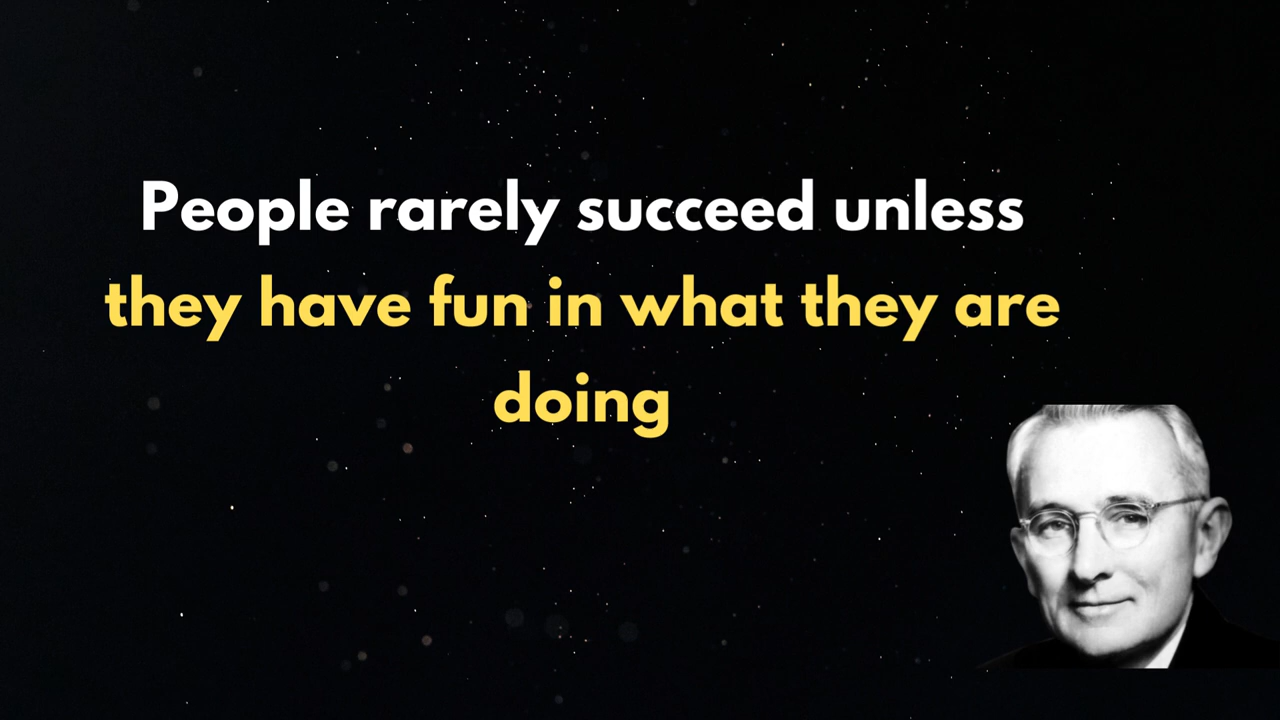 People rarely succeed unless
they have fun in what they are
doing